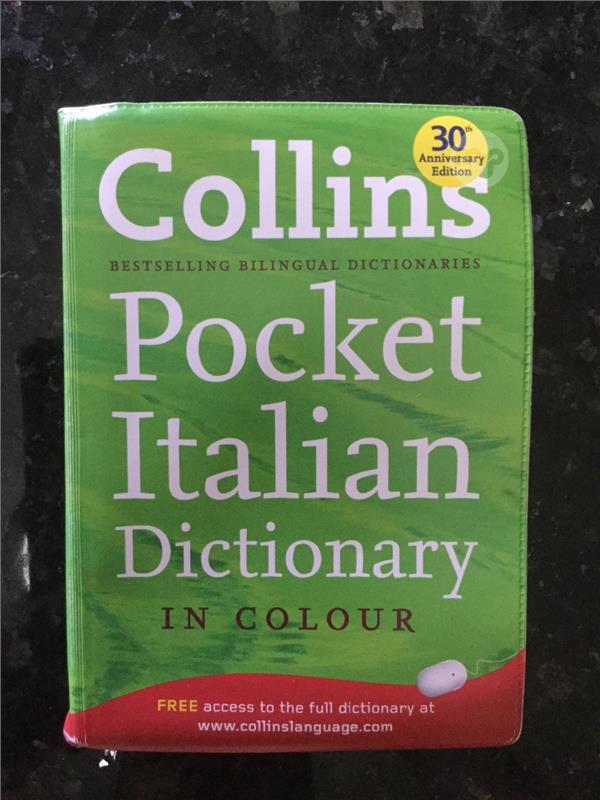 30th
Anniversary
Edition
Collins
BESTSELLING BILINGUAL DICTIONARIES
Pocket
Italian
Dictionary
IN COLOUR
FREE access to the full dictionary at
www.collinslanguage.com